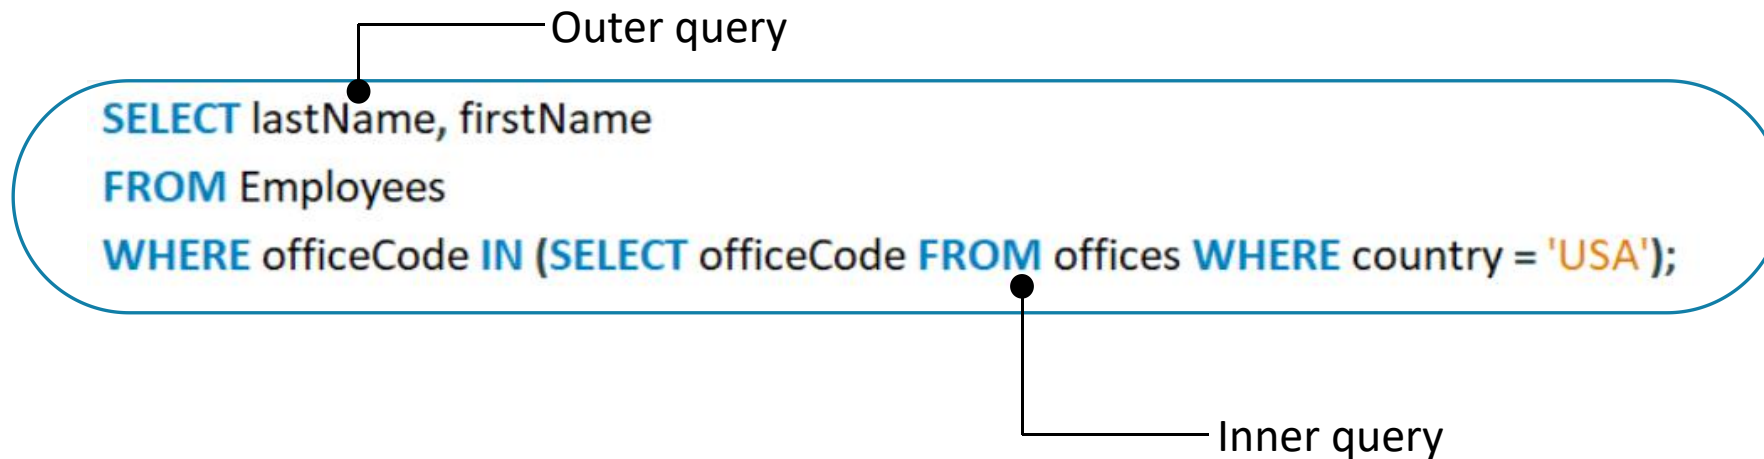 Outer query
SELECT lastName, firstName
FROM Employees
WHERE officeCode IN (SELECT officeCode FROM offices WHERE country = 'USA');
Inner query